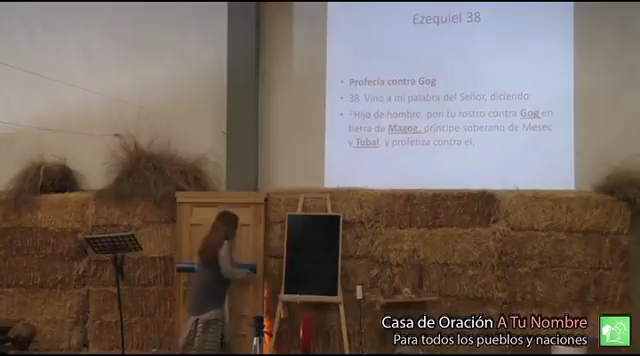 Ezequiel 38
• Profecía contra Gog
• 38 Vino a mi palabra del Señor, diciendo:
• ²Hijo de hombre, pon tu rostro contra Gog en
tierra de Magog, príncipe soberano de Mesec
y Tubal, y profetiza contra él,
Casa de Oración A Tu Nombre
Para todos los pueblos y naciones